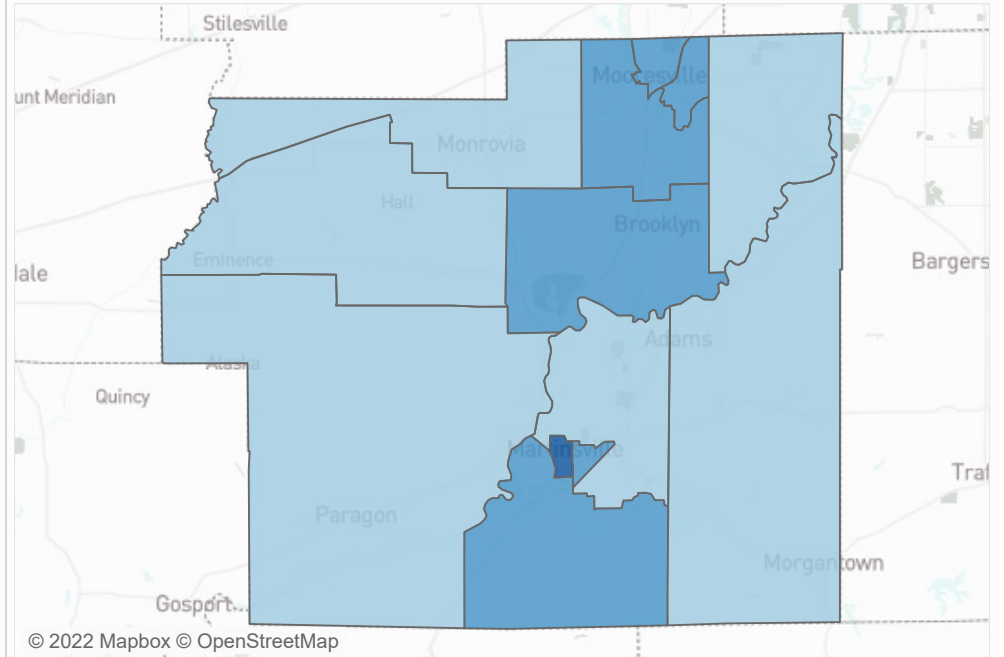 Stilesville
Mooresville
unt Meridian
Monrovia
Hall
Brooklyn
Eminence
lale
Bargers
Adams
Alaska
Quincy
Martinsville
Traf
Paragon
Morgantown
Gosport...
© 2022 Mapbox © OpenStreetMap